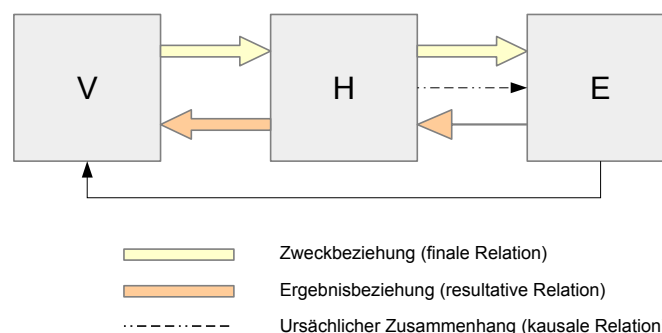 V
H
E
Zweckbeziehung (finale Relation)
Ergebnisbeziehung (resultative Relation)
Ursächlicher Zusammenhang (kausale Relation